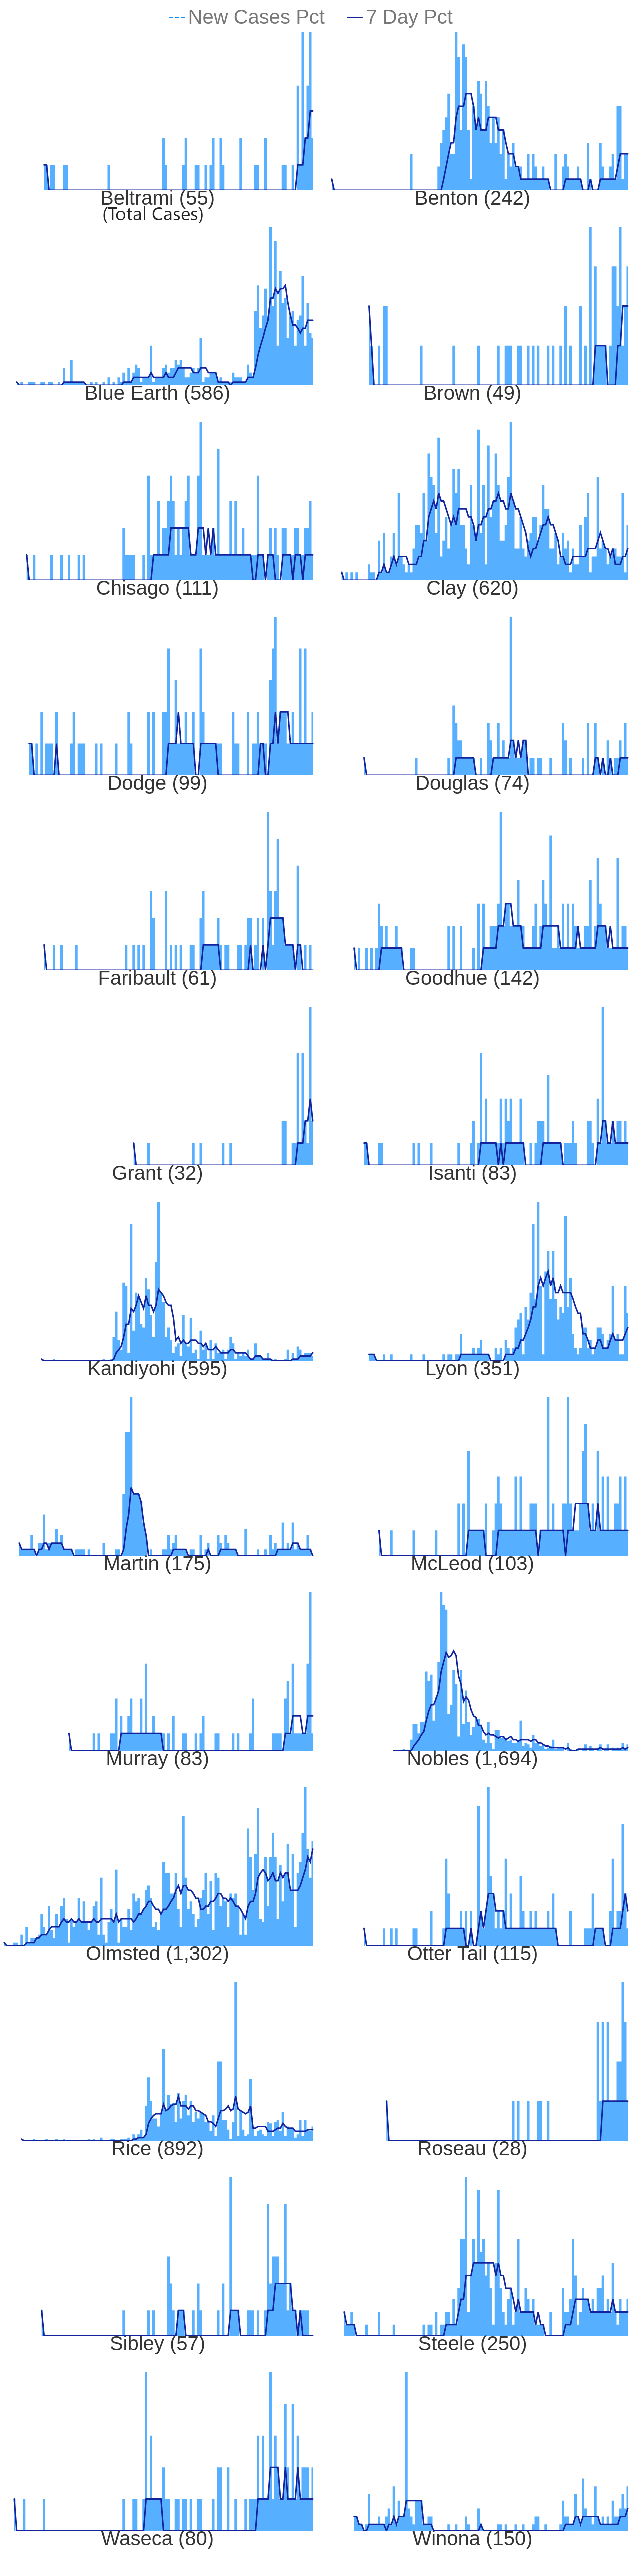 New Cases Pct 7 Day Pct
Beltrami (55) Benton (242)
(Total Cases)
Blue Earth (586) Brown (49)
Chisago (111) Clay (620)
Dodge (99) Douglas (74)
Faribault (61) Goodhue (142)
Grant (32) Isanti (83)
Kandiyohi (595) Lyon (351)
Martin (175) McLeod (103)
Murray (83) Nobles (1,694)
Olmsted (1,302) Otter Tail (115)
Rice (892) Roseau (28)
Sibley (57) Steele (250)
Waseca (80) Winona (150)